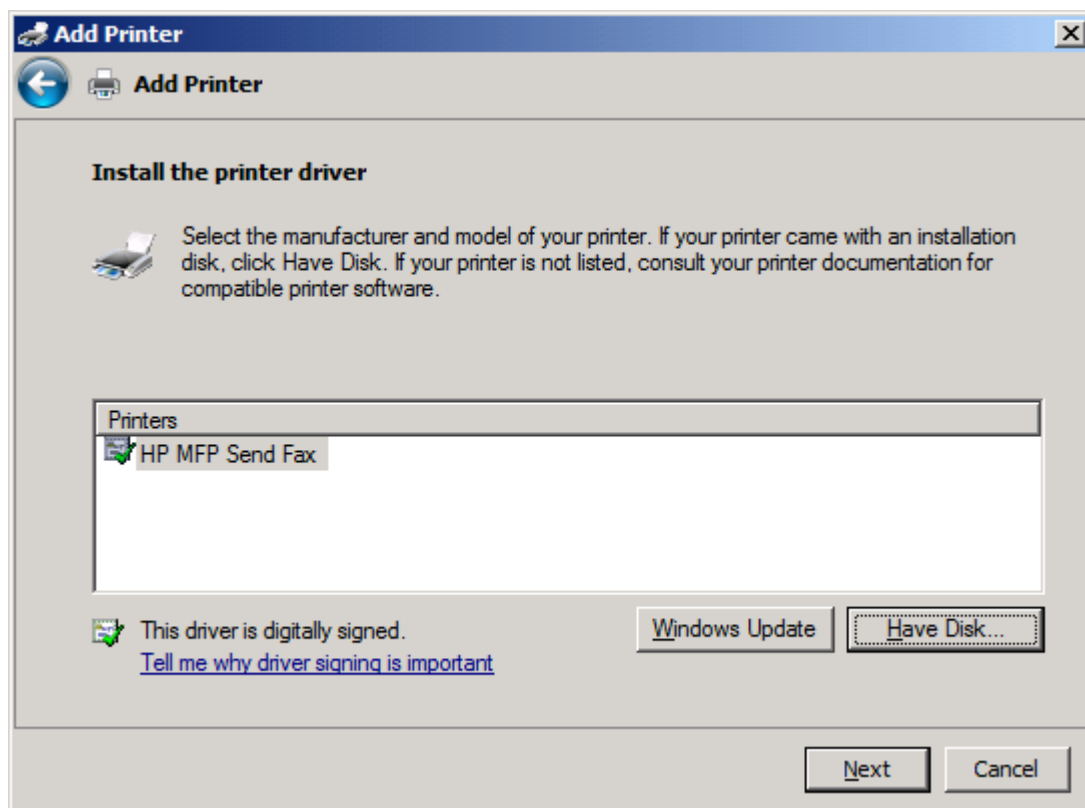 Add Printer
Add Printer
Install the printer driver
Select the manufacturer and model of your printer. If your printer came with an installation
disk, click Have Disk. If your printer is not listed, consult your printer documentation for
compatible printer software.
Printers
HP MFP Send Fax
This driver is digitally signed.
Windows Update
Have Disk...
Tell me why driver signing is important
Next
Cancel